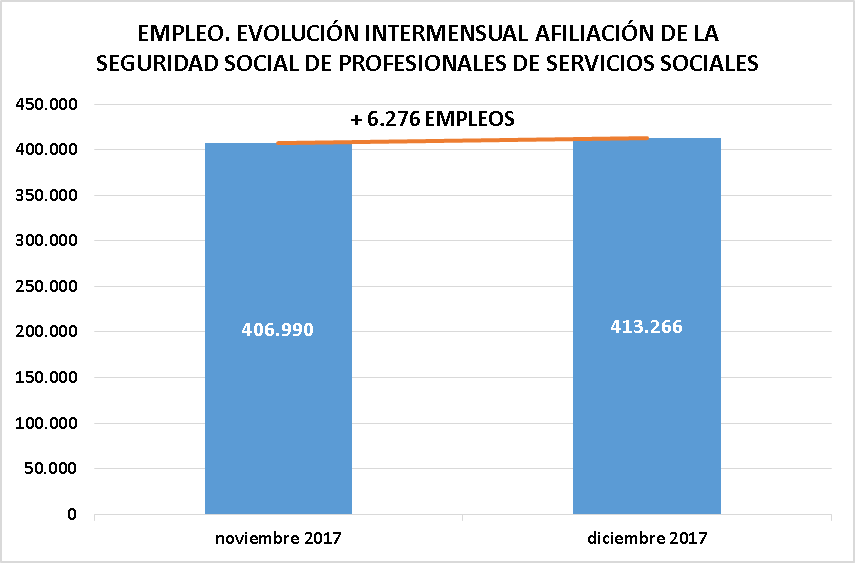 EMPLEO. EVOLUCIÓN INTERMENSUAL AFILIACIÓN DE LA
SEGURIDAD SOCIAL DE PROFESIONALES DE SERVICIOS SOCIALES
450.000
+ 6.276 EMPLEOS
400.000
350.000
300.000
250.000
200.000
406.990
413.266
150.000
100.000
50.000
0
noviembre 2017
diciembre 2017